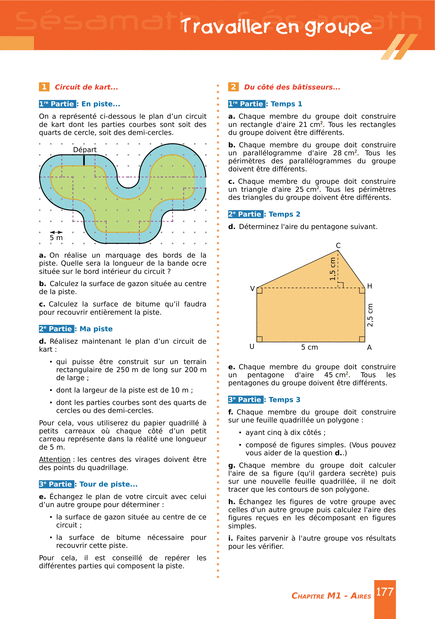 Sésamath Sésamath Sésamath
Travailler en groupe
1 Circuit de kart...
1re Partie : En piste...
On a représenté ci-dessous le plan d'un circuit
de kart dont les parties courbes sont soit des
quarts de cercle, soit des demi-cercles.
Départ
5 m
a. On réalise un marquage des bords de la
piste. Quelle sera la longueur de la bande ocre
située sur le bord intérieur du circuit ?
b. Calculez la surface de gazon située au centre
de la piste.
c. Calculez la surface de bitume qu'il faudra
pour recouvrir entièrement la piste.
2e Partie : Ma piste
d. Réalisez maintenant le plan d'un circuit de
kart :
• qui puisse être construit sur un terrain
rectangulaire de 250 m de long sur 200 m
de large ;
• dont la largeur de la piste est de 10 m ;
• dont les parties courbes sont des quarts de
cercles ou des demi-cercles.
Pour cela, vous utiliserez du papier quadrillé à
petits carreaux où chaque côté d'un petit
carreau représente dans la réalité une longueur
de 5 m.
Attention : les centres des virages doivent être
des points du quadrillage.
3e Partie : Tour de piste...
e. Échangez le plan de votre circuit avec celui
d'un autre groupe pour déterminer :
• la surface de gazon située au centre de ce
circuit ;
• la surface de bitume nécessaire pour
recouvrir cette piste.
Pour cela, il est conseillé de repérer les
différentes parties qui composent la piste.
2 Du côté des bâtisseurs...
1re Partie : Temps 1
a. Chaque membre du groupe doit construire
un rectangle d'aire 21 cm². Tous les rectangles
du groupe doivent être différents.
b. Chaque membre du groupe doit construire
un parallélogramme d'aire 28 cm². Tous les
périmètres des parallélogrammes du groupe
doivent être différents.
c. Chaque membre du groupe doit construire
un triangle d'aire 25 cm². Tous les périmètres
des triangles du groupe doivent être différents.
2e Partie : Temps 2
d. Déterminez l'aire du pentagone suivant.
C
1,5 cm
V
H
2,5 cm
U
5 cm
A
e. Chaque membre du groupe doit construire
un pentagone d'aire 45 cm². Tous les
pentagones du groupe doivent être différents.
3e Partie : Temps 3
f. Chaque membre du groupe doit construire
sur une feuille quadrillée un polygone :
• ayant cinq à dix côtés ;
• composé de figures simples. (Vous pouvez
vous aider de la question d..)
g. Chaque membre du groupe doit calculer
l'aire de sa figure (qu'il gardera secrète) puis
sur une nouvelle feuille quadrillée, il ne doit
tracer que les contours de son polygone.
h. Échangez les figures de votre groupe avec
celles d'un autre groupe puis calculez l'aire des
figures reçues en les décomposant en figures
simples.
i. Faites parvenir à l'autre groupe vos résultats
pour les vérifier.
Chapitre M1 - Aires 177